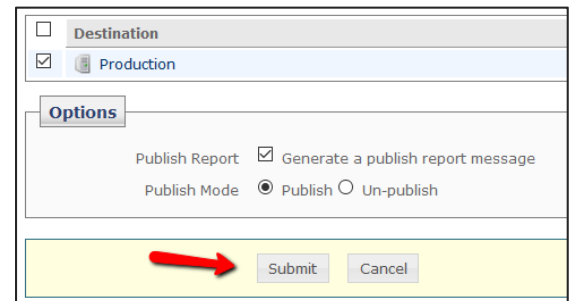 Destination
Production
Options
Publish Report Generate a publish report message
Publish Mode Publish Un-publish
Submit Cancel